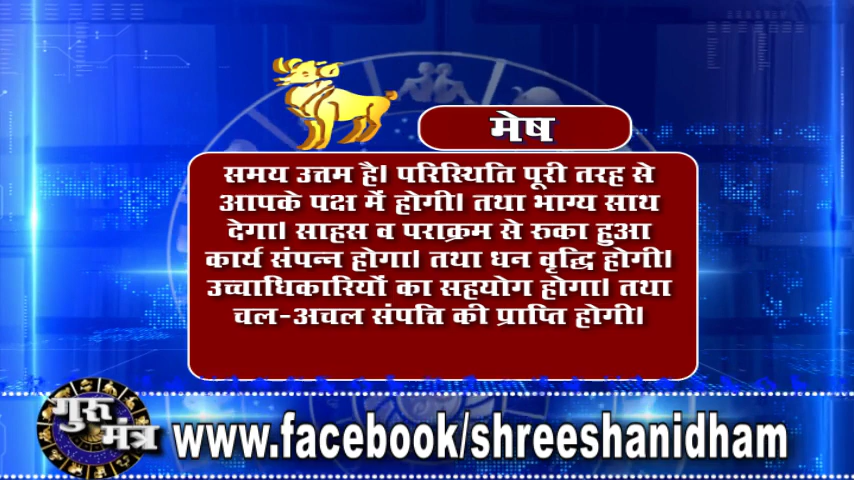 मेष
समय उत्तम है। परिस्थिति पूरी तरह से
आपके पक्ष में होगी। तथा भाग्य साथ
देगा। साहस व पराक्रम से रुका हुआ
कार्य संपन्न होगा। तथा धन वृद्धि होगी।
उच्चाधिकारियों का सहयोग होगा। तथा
चल-अचल संपत्ति की प्राप्ति होगी।
गुरु
मंत्र
www.facebook/shreeshanidham